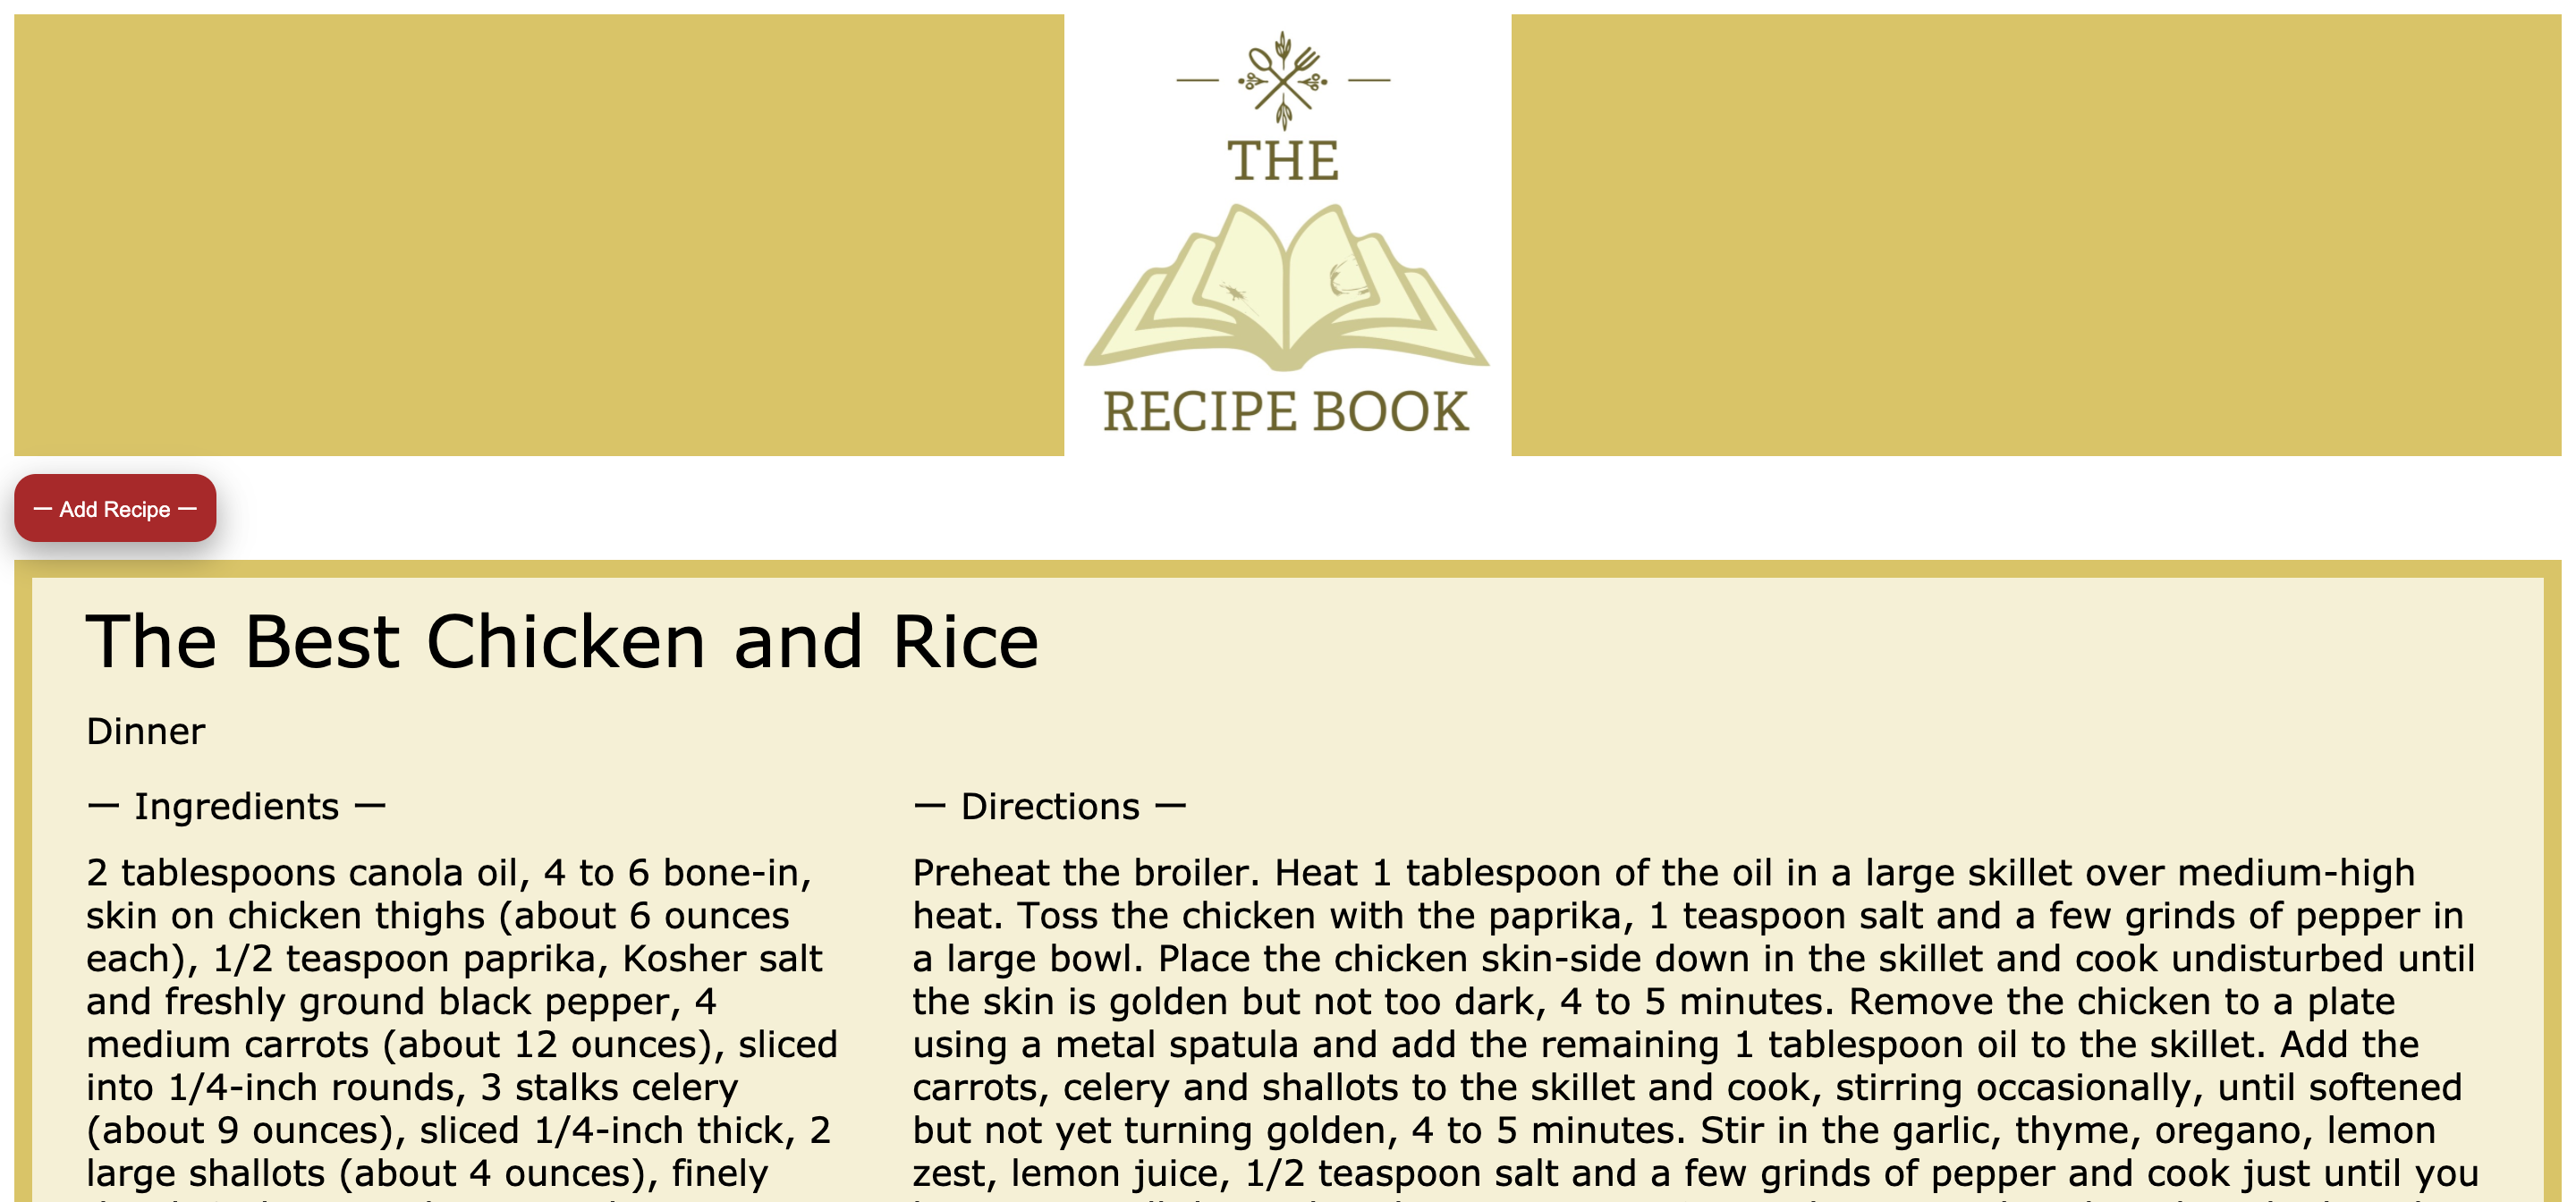 THE
RECIPE BOOK
— Add Recipe —
The Best Chicken and Rice
Dinner
— Ingredients —
2 tablespoons canola oil, 4 to 6 bone-in,
skin on chicken thighs (about 6 ounces
each), 1/2 teaspoon paprika, Kosher salt
and freshly ground black pepper, 4
medium carrots (about 12 ounces), sliced
into 1/4-inch rounds, 3 stalks celery
(about 9 ounces), sliced 1/4-inch thick, 2
large shallots (about 4 ounces), finely
— Directions —
Preheat the broiler. Heat 1 tablespoon of the oil in a large skillet over medium-high
heat. Toss the chicken with the paprika, 1 teaspoon salt and a few grinds of pepper in
a large bowl. Place the chicken skin-side down in the skillet and cook undisturbed until
the skin is golden but not too dark, 4 to 5 minutes. Remove the chicken to a plate
using a metal spatula and add the remaining 1 tablespoon oil to the skillet. Add the
carrots, celery and shallots to the skillet and cook, stirring occasionally, until softened
but not yet turning golden, 4 to 5 minutes. Stir in the garlic, thyme, oregano, lemon
zest, lemon juice, 1/2 teaspoon salt and a few grinds of pepper and cook just until you